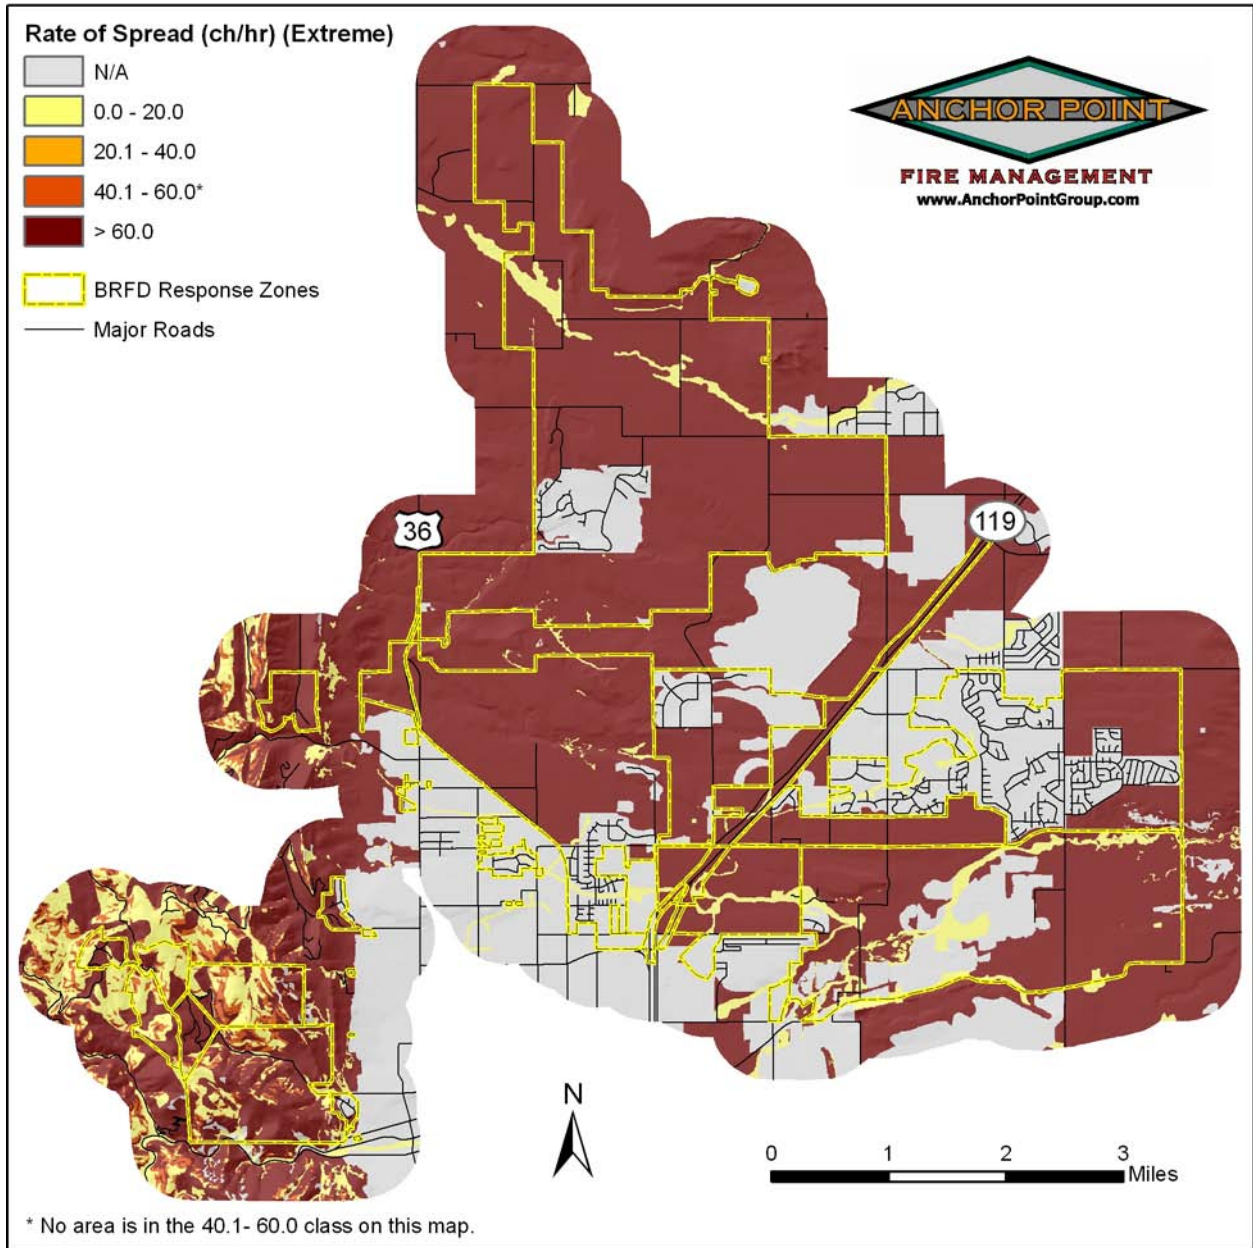 Rate of Spread (ch/hr) (Extreme)
N/A
0.0 - 20.0
20.1 - 40.0
40.1 - 60.0*
> 60.0
BRFD Response Zones
Major Roads
ANCHOR POINT
FIRE MANAGEMENT
www.AnchorPointGroup.com
36
119
N
0 1 2 3
Miles
* No area is in the 40.1- 60.0 class on this map.